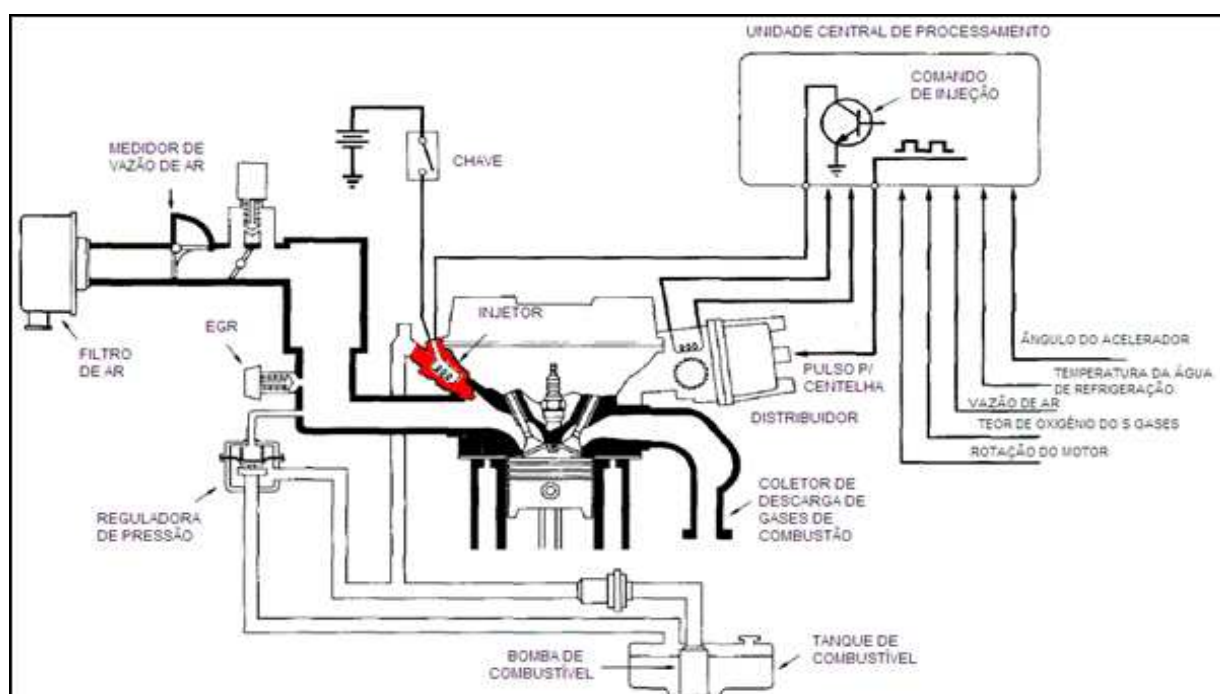 UNIDADE CENTRAL DE PROCESSAMENTO
COMANDO
DE INJEÇÃO
MEDIDOR DE
VAZÃO DE AR
CHAVE
INJETOR
EGR
FILTRO
DE AR
PULSO P/
CENTELHA
DISTRIBUIDOR
ÂNGULO DO ACELERADOR
TEMPERATURA DA ÁGUA
DE REFRIGERAÇÃO
VAZÃO DE AR
TEOR DE OXIGÊNIO DO S GASES
ROTAÇÃO DO MOTOR
COLETOR DE
DESCARGA DE
GASES DE
COMBUSTÃO
REGULADORA
DE PRESSÃO
BOMBA DE
COMBUSTÍVEL
TANQUE DE
COMBUSTÍVEL